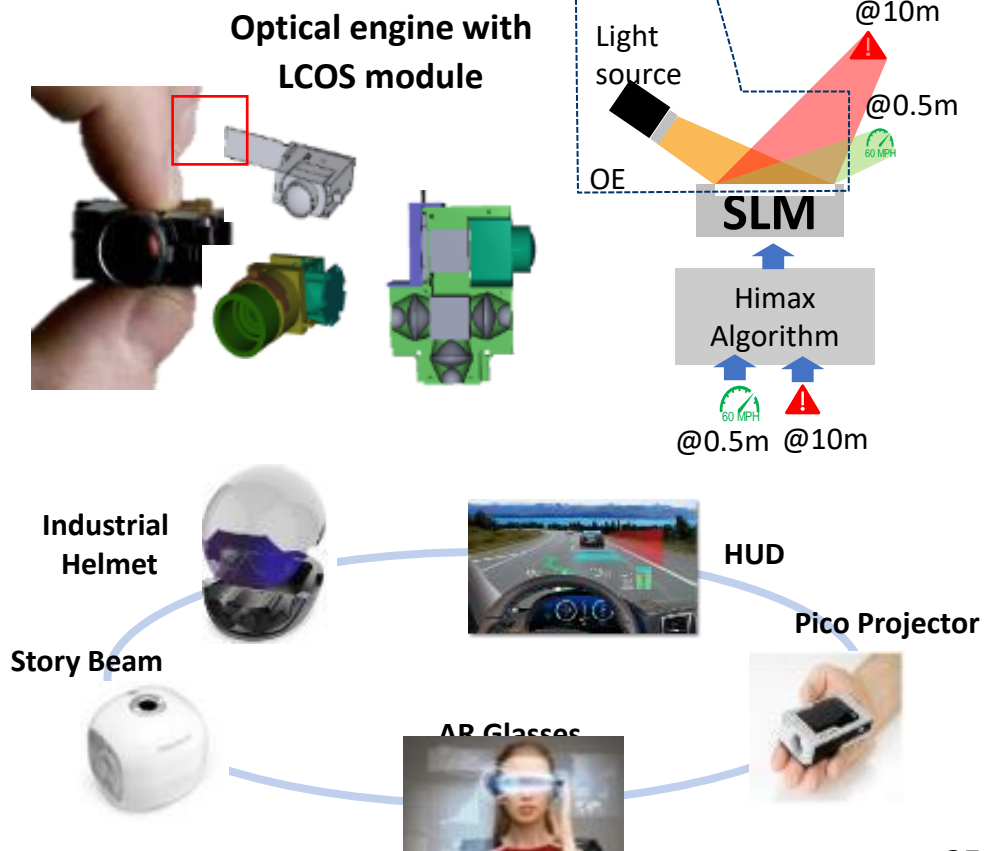 Optical engine with
LCOS module
Light
source
@10m
@0.5m
60 MPH
OE
SLM
Himax
Algorithm
60 MPH
@0.5m @10m
Industrial
Helmet
HUD
Pico Projector
Story Beam
AR Glasses